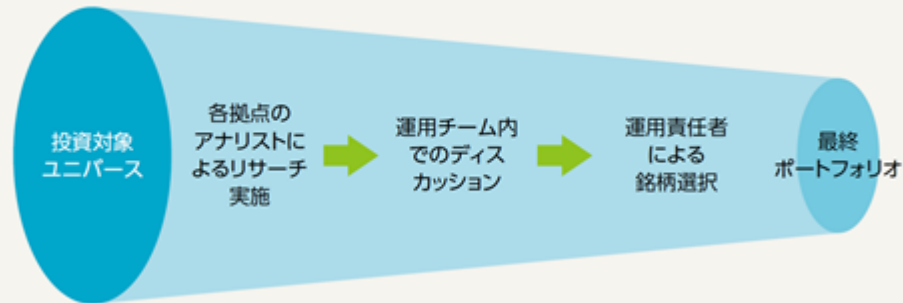 投資対象
ユニバース
各拠点の
アナリストに
よるリサーチ
実施
運用チーム内
でのディス
カッション
運用責任者
による
銘柄選択
最終
ポートフォリオ